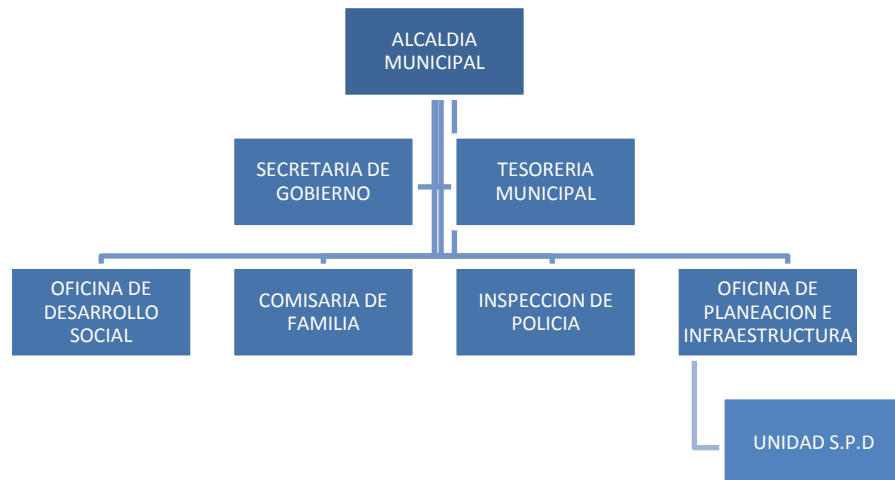 ALCALDIA
MUNICIPAL
SECRETARIA DE
GOBIERNO
TESORERIA
MUNICIPAL
OFICINA DE
DESARROLLO
SOCIAL
COMISARIA DE
FAMILIA
INSPECCION DE
POLICIA
OFICINA DE
PLANEACION E
INFRAESTRUCTURA
UNIDAD S.P.D